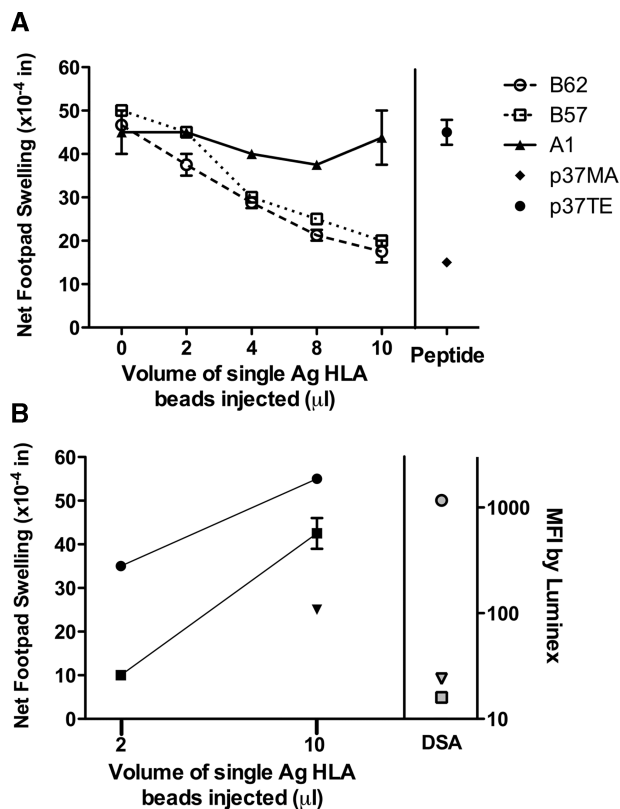 A
Net Footpad Swelling (x10-4 in)
60
50
40
30
20
10
0
0 2 4 8 10
Peptide
Volume of single Ag HLA
beads injected (μl)
B62
B57
A1
p37MA
p37TE
B
Net Footpad Swelling (x10-4 in)
60
50
40
30
20
10
0
2 10
DSA
1000
100
10
MFI by Luminex
Volume of single Ag HLA
beads injected (μl)